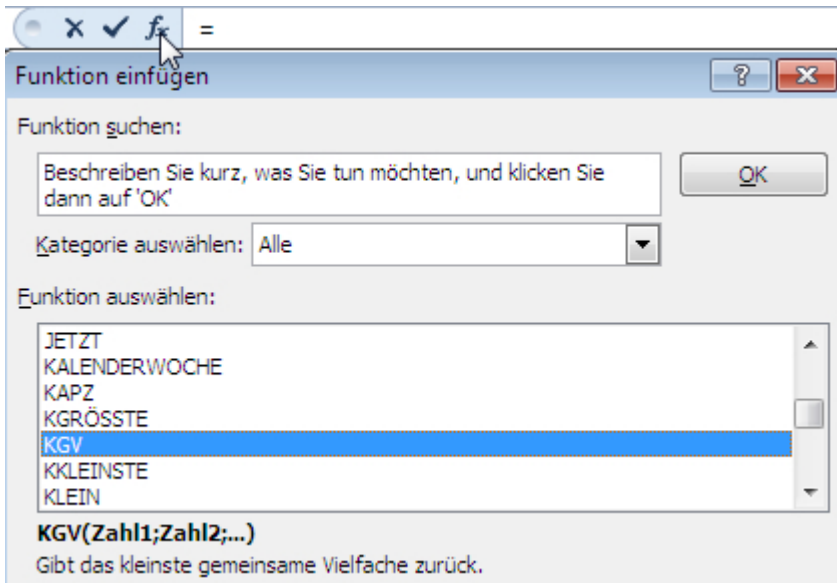 fx =
Funktion einfügen
Funktion suchen:
Beschreiben Sie kurz, was Sie tun möchten, und klicken Sie
dann auf 'OK'
OK
Kategorie auswählen: Alle
Funktion auswählen:
JETZT
KALENDERWOCHE
KAPZ
KGRÖSSTE
KGV
KKLEINSTE
KLEIN
KGV(Zahl1;Zahl2;...)
Gibt das kleinste gemeinsame Vielfache zurück.